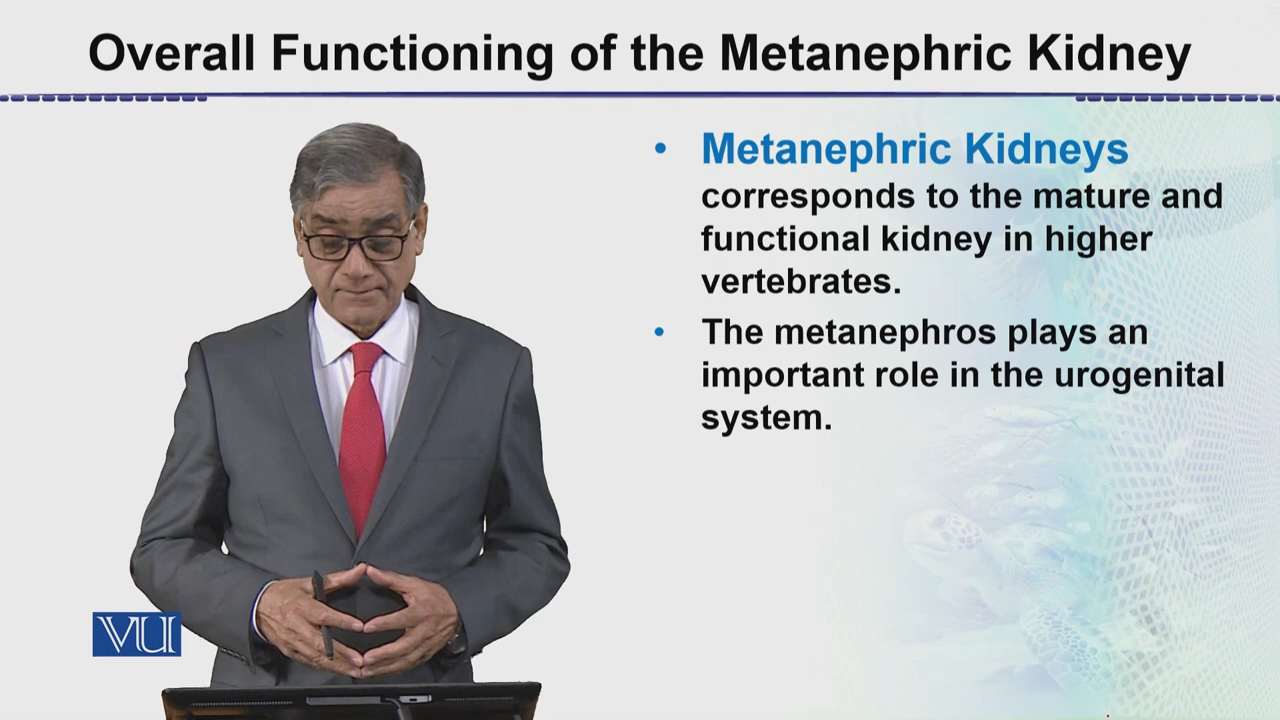 Overall Functioning of the Metanephric Kidney
• Metanephric Kidneys
corresponds to the mature and
functional kidney in higher
vertebrates.
• The metanephros plays an
important role in the urogenital
system.
VU